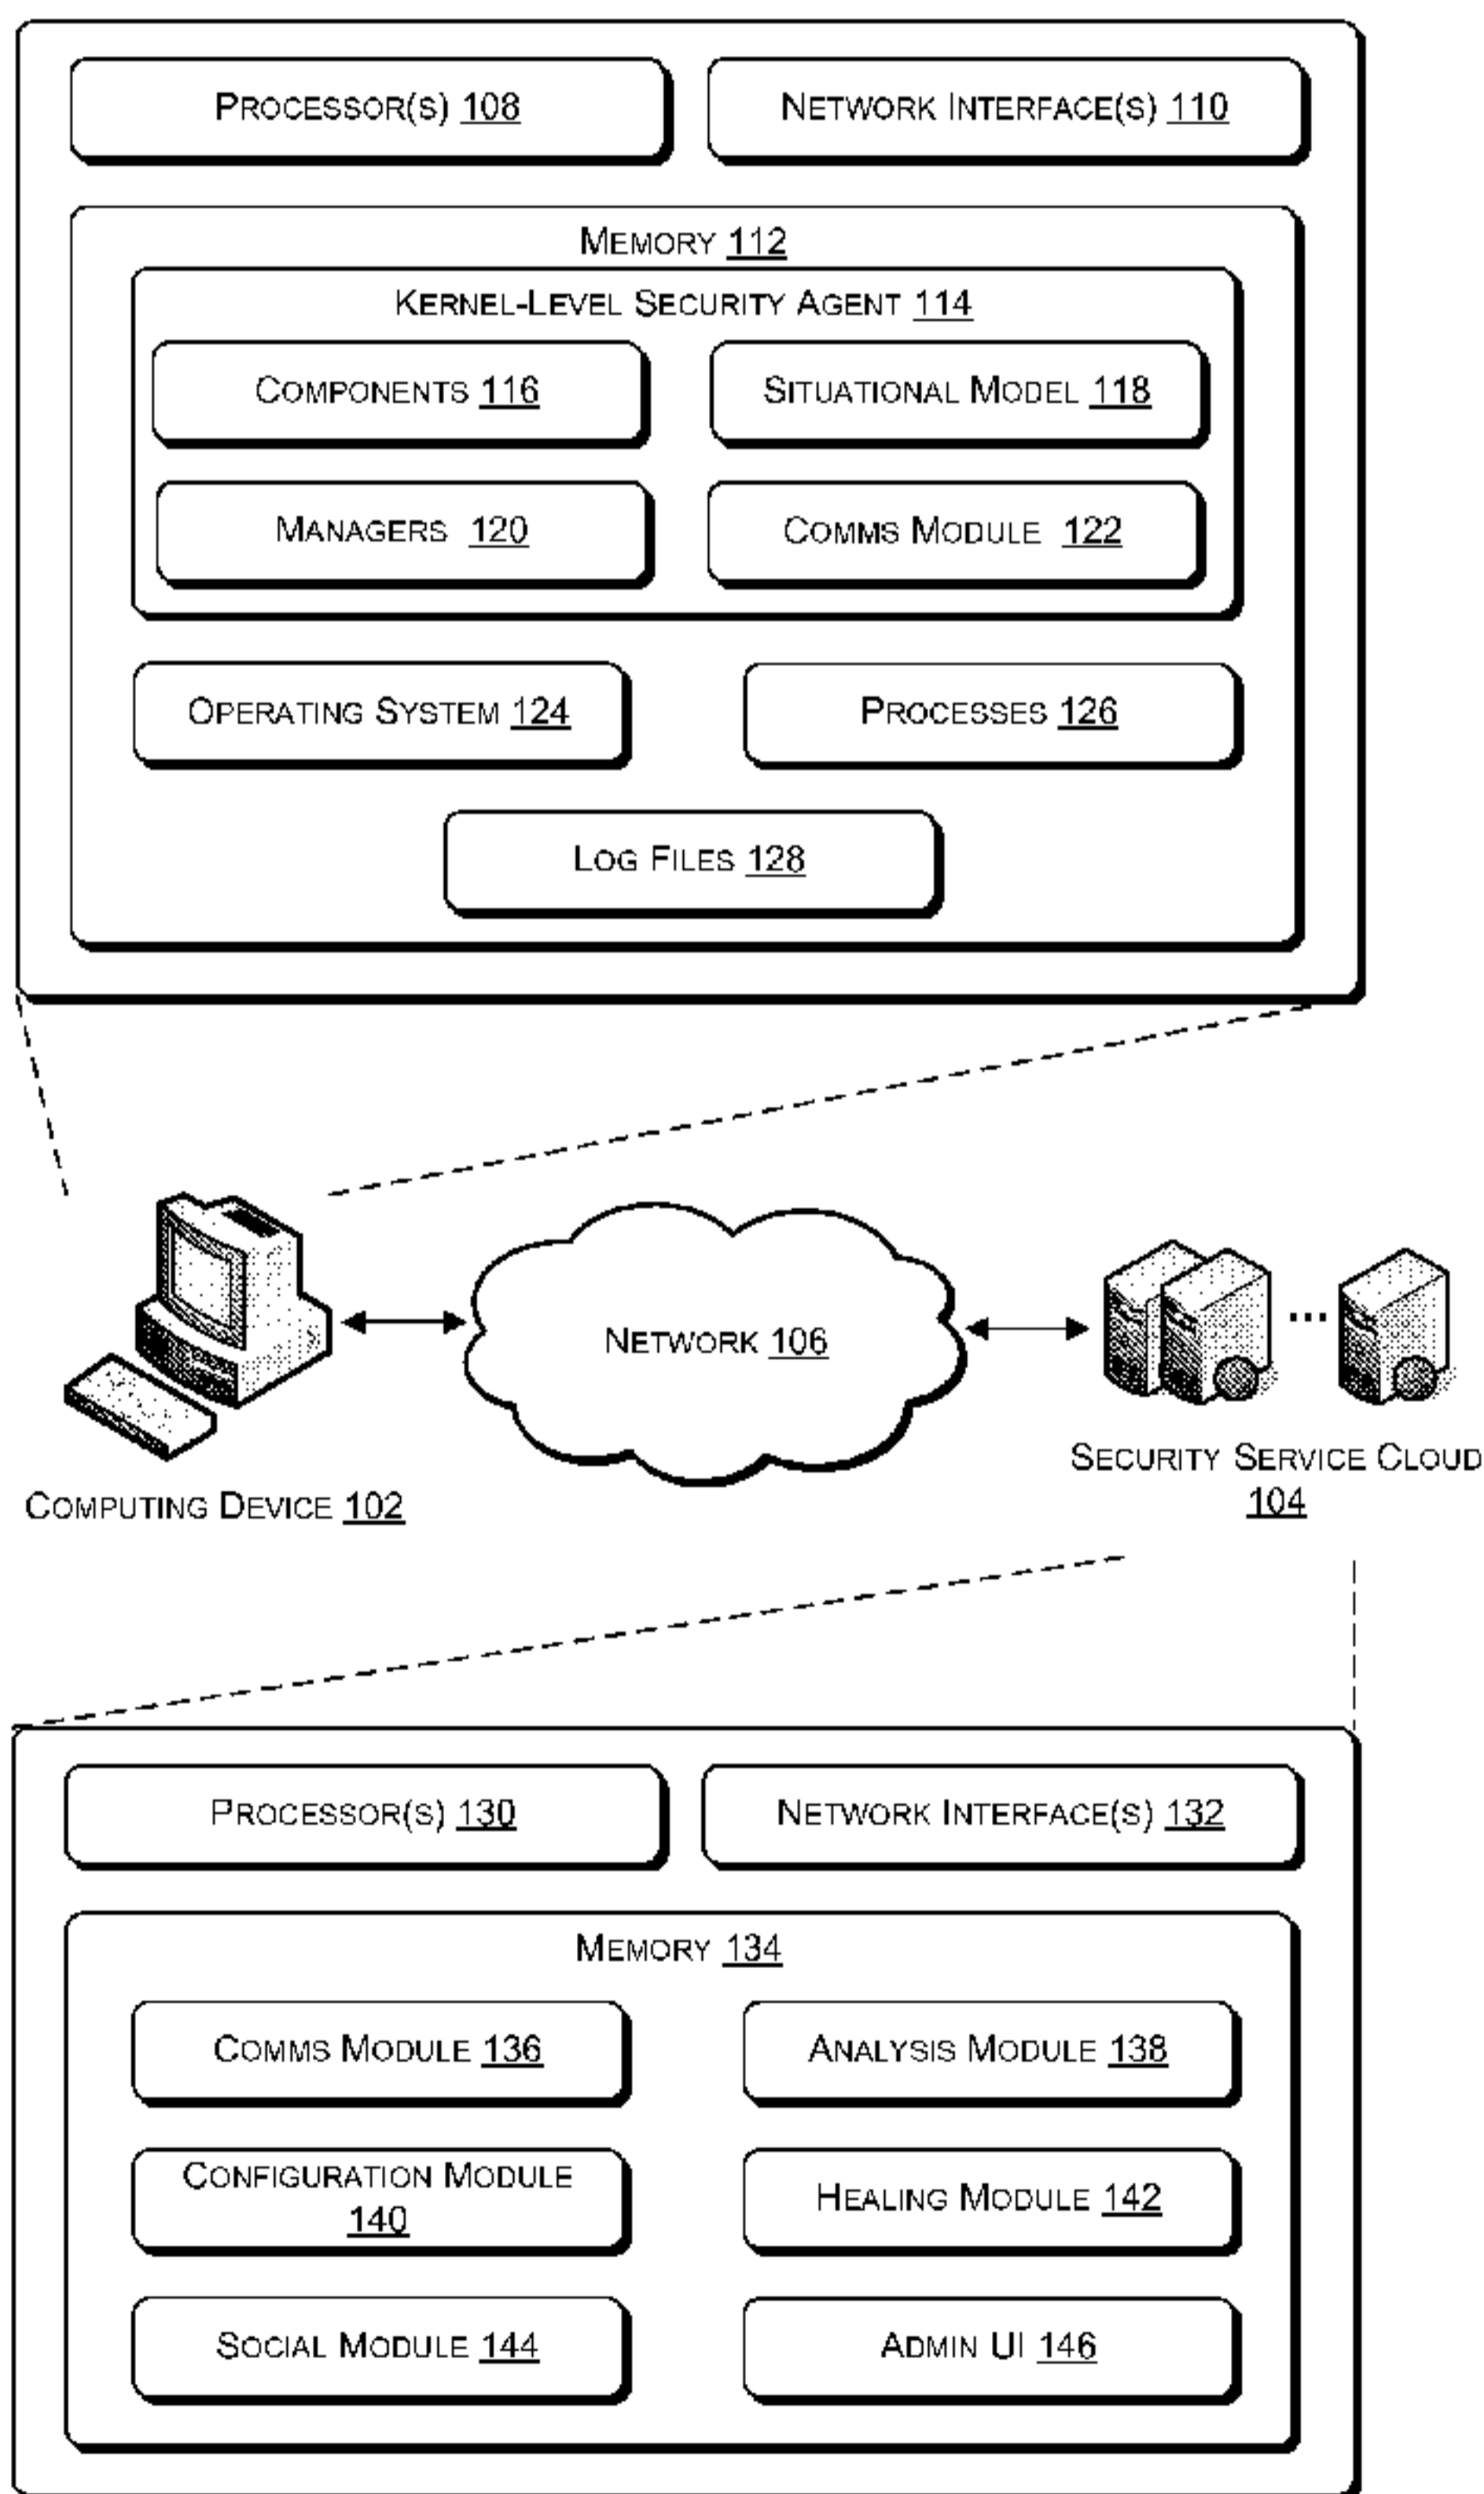 PROCESSOR(S) 108
NETWORK INTERFACE(S) 110
MEMORY 112
KERNEL-LEVEL SECURITY AGENT 114
COMPONENTS 116
SITUATIONAL MODEL 118
MANAGERS 120
COMMS MODULE 122
OPERATING SYSTEM 124
PROCESSES 126
LOG FILES 128
NETWORK 106
COMPUTING DEVICE 102
SECURITY SERVICE CLOUD
104
PROCESSOR(S) 130
NETWORK INTERFACE(S) 132
MEMORY 134
COMMS MODULE 136
ANALYSIS MODULE 138
CONFIGURATION MODULE
140
HEALING MODULE 142
SOCIAL MODULE 144
ADMIN UI 146